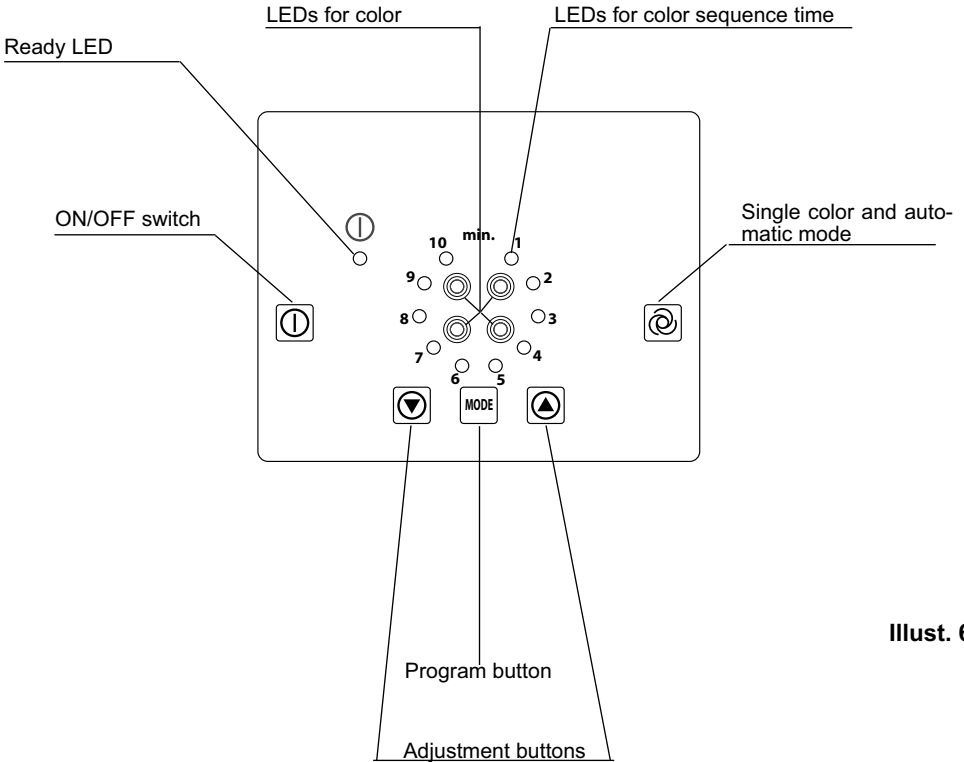 LEDs for color
LEDs for color sequence time
Ready LED
ON/OFF switch
Single color and auto-
matic mode
min.
10
1
9
2
8
3
7
4
6
5
MODE
Illust. 6
Program button
Adjustment buttons